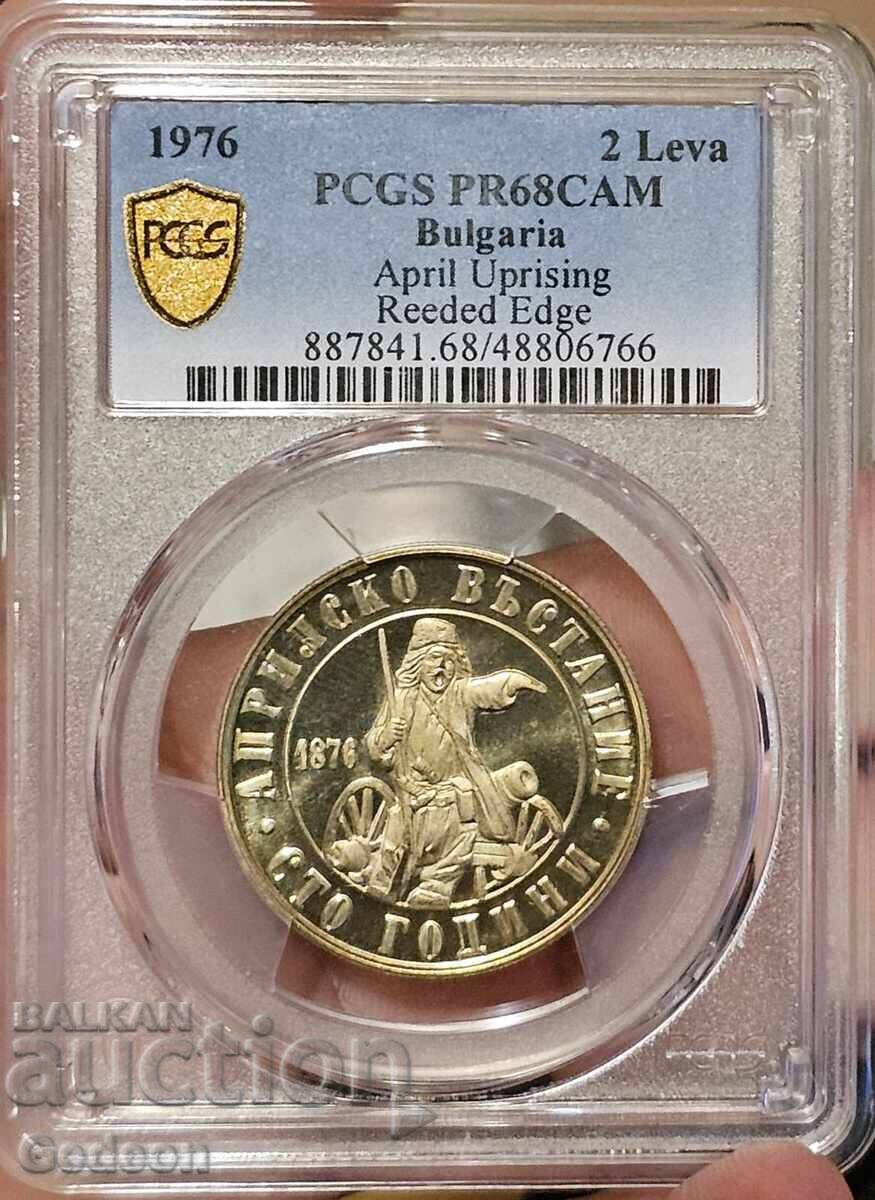 1976 2 Leva
PCGS PR68CAM
PCGS
Bulgaria
April Uprising
Reeded Edge
887841.68/48806766
АПРИЛСКО ВЪСТАНИЕ
1876
СТО ГОДИНИ
BALKAN
auction
Godson